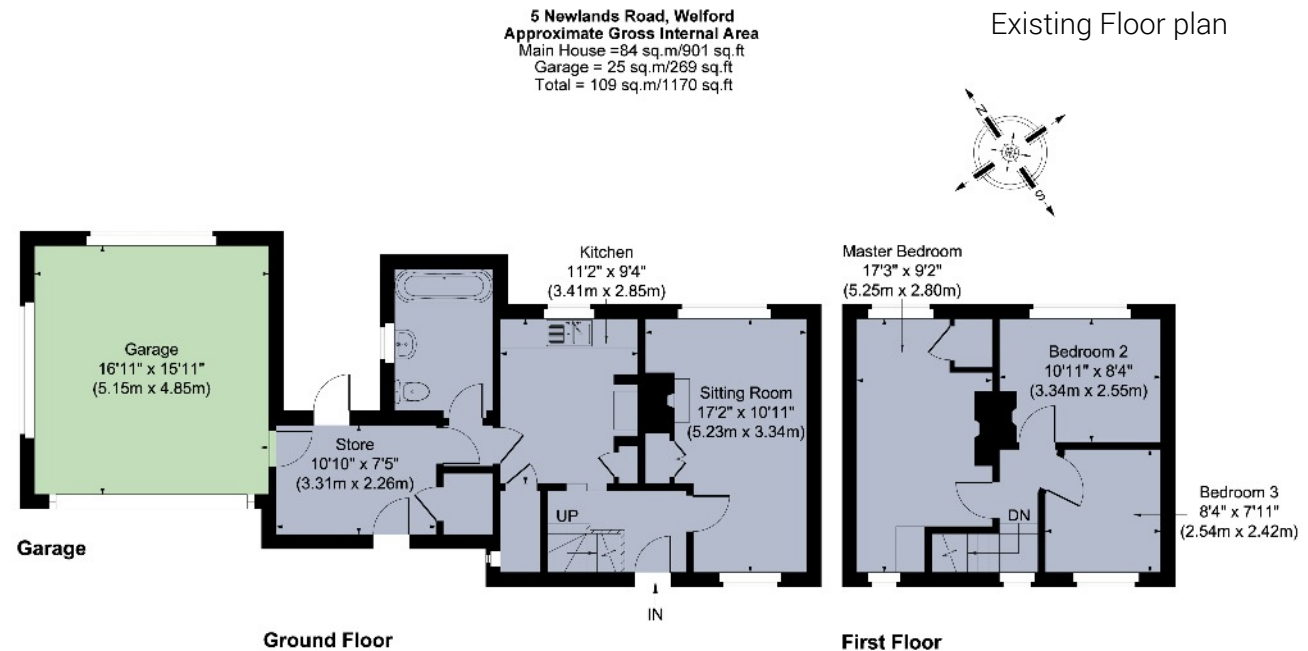 5 Newlands Road, Welford
Approximate Gross Internal Area
Main House =84 sq.m/901 sq.ft
Garage = 25 sq.m/269 sq.ft
Total = 109 sq.m/1170 sq.ft
Existing Floor plan
N
S
Garage
16'11" x 15'11"
(5.15m x 4.85m)
Store
10'10" x 7'5"
(3.31m x 2.26m)
Kitchen
11'2" x 9'4"
(3.41m x 2.85m)
Sitting Room
17'2" x 10'11"
(5.23m x 3.34m)
UP
IN
Master Bedroom
17'3" x 9'2"
(5.25m x 2.80m)
Bedroom 2
10'11" x 8'4"
(3.34m x 2.55m)
Bedroom 3
8'4" x 7'11"
(2.54m x 2.42m)
DN
Garage
Ground Floor
First Floor